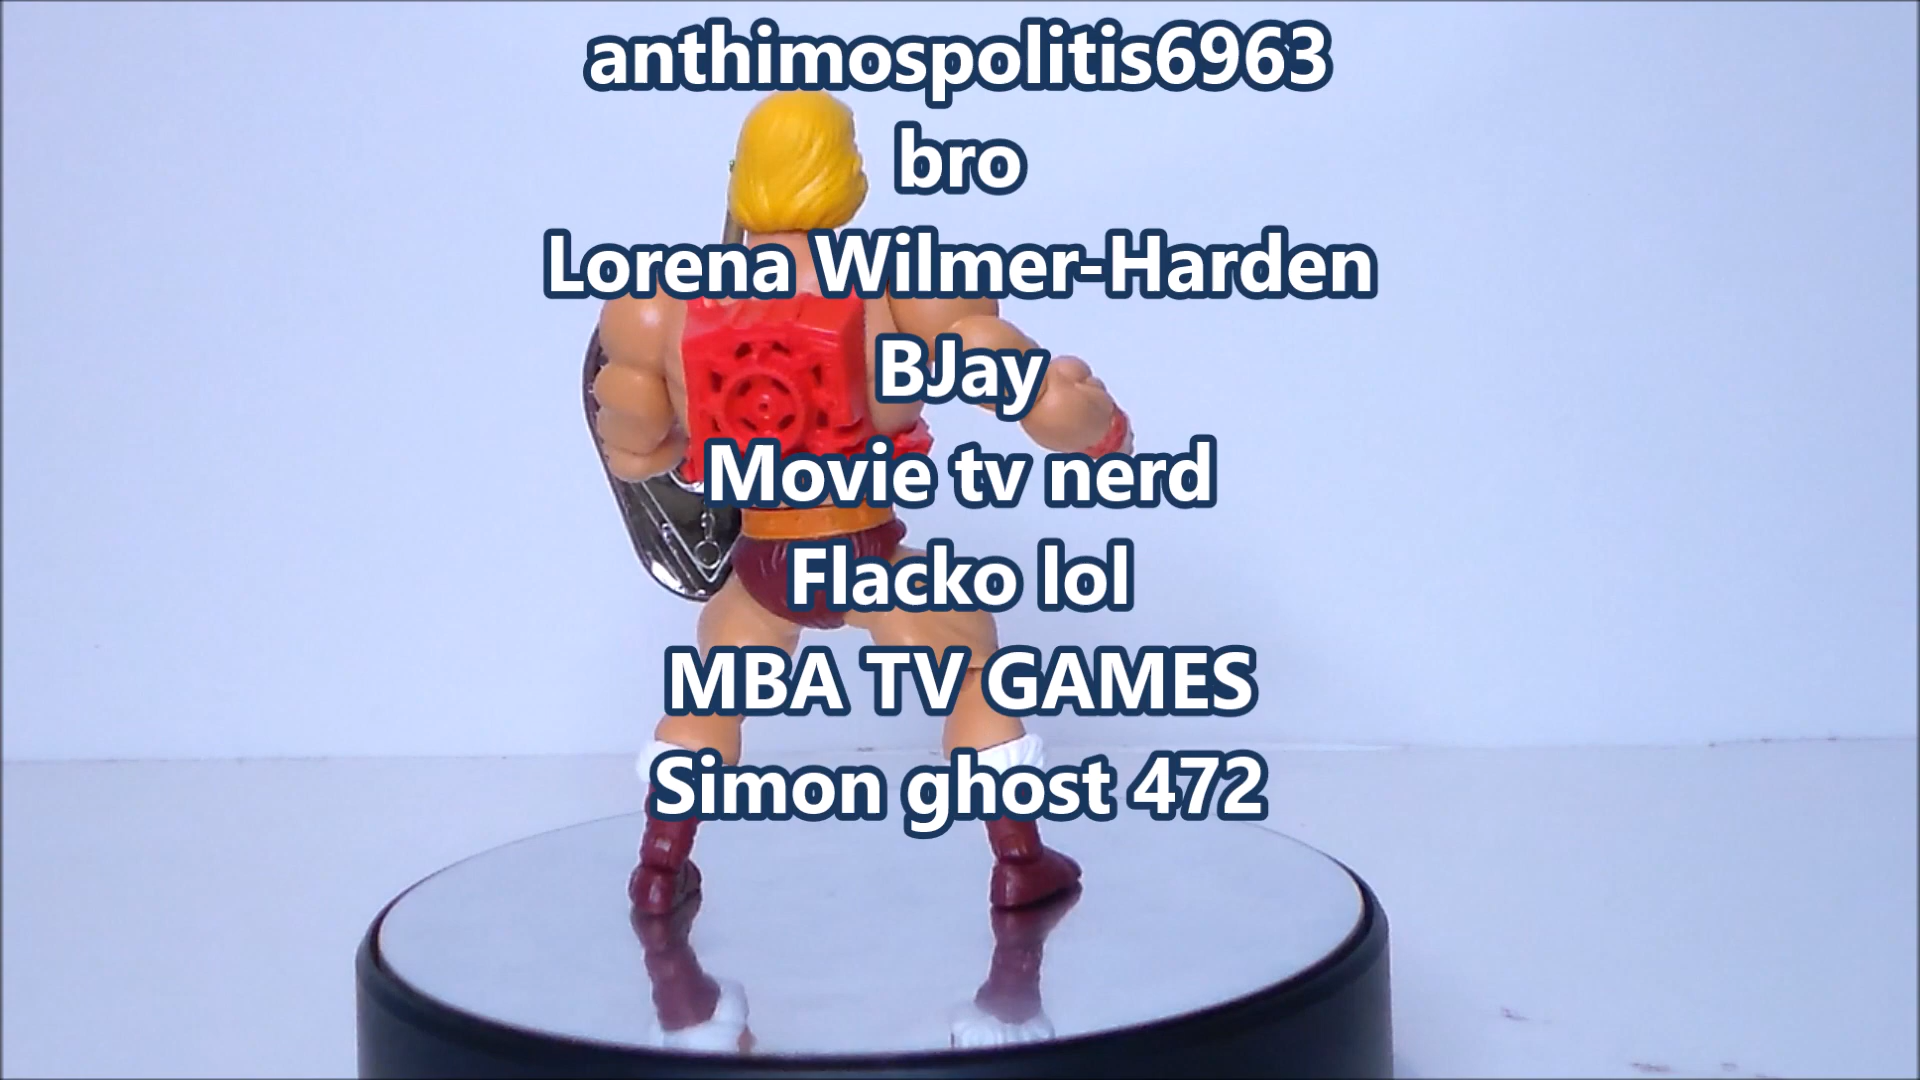 anthimospolitis6963
bro
Lorena Wilmer-Harden
BJay
Movie tv nerd
Flacko lol
MBA TV GAMES
Simon ghost 472